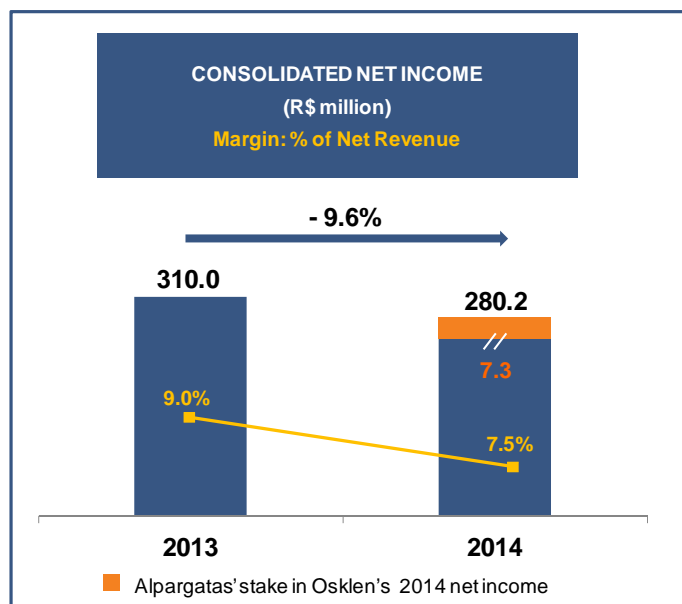 CONSOLIDATED NET INCOME
(R$ million)
Margin: % of Net Revenue
- 9.6%
310.0
280.2
7.3
9.0%
7.5%
2013
2014
Alpargatas' stake in Osklen's 2014 net income